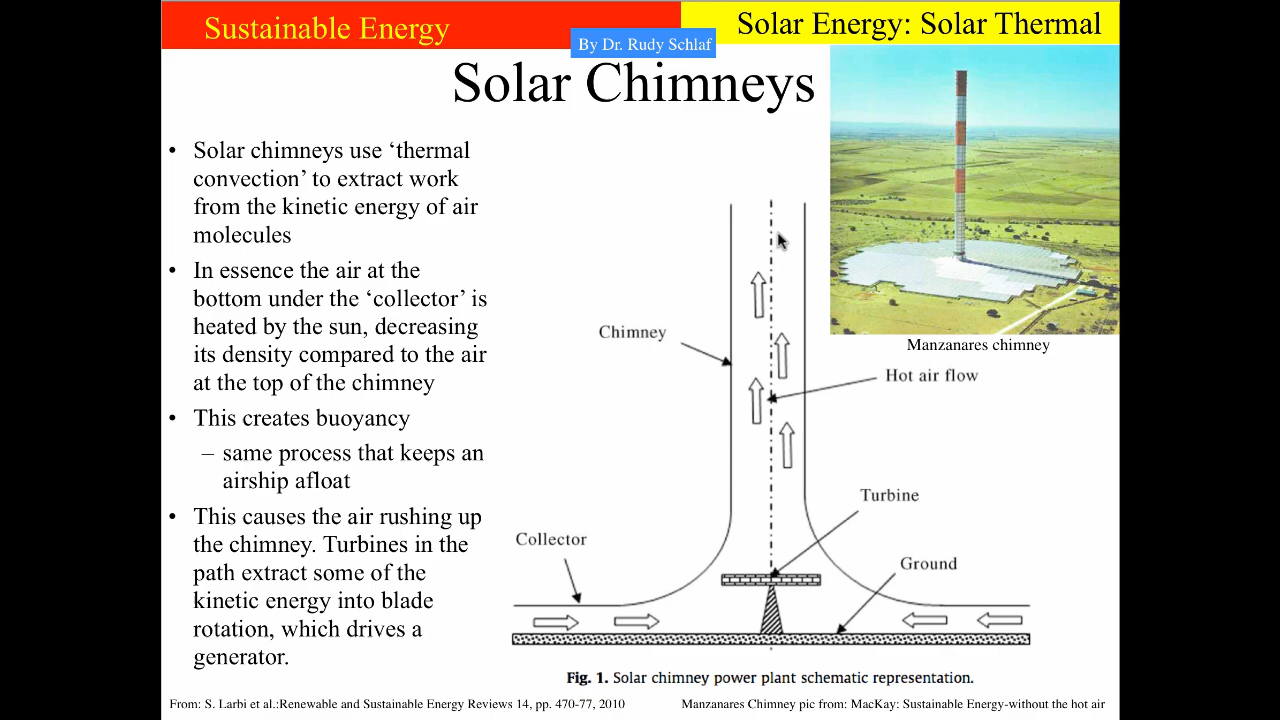 Sustainable Energy
Solar Energy: Solar Thermal
By Dr. Rudy Schlaf
Solar Chimneys
• Solar chimneys use ‘thermal
convection’ to extract work
from the kinetic energy of air
molecules
• In essence the air at the
bottom under the ‘collector’ is
heated by the sun, decreasing
its density compared to the air
at the top of the chimney
• This creates buoyancy
– same process that keeps an
airship afloat
• This causes the air rushing up
the chimney. Turbines in the
path extract some of the
kinetic energy into blade
rotation, which drives a
generator.
Manzanares chimney
Chimney
Hot air flow
Turbine
Collector
Ground
Fig. 1. Solar chimney power plant schematic representation.
From: S. Larbi et al.:Renewable and Sustainable Energy Reviews 14, pp. 470-77, 2010
Manzanares Chimney pic from: MacKay: Sustainable Energy-without the hot air